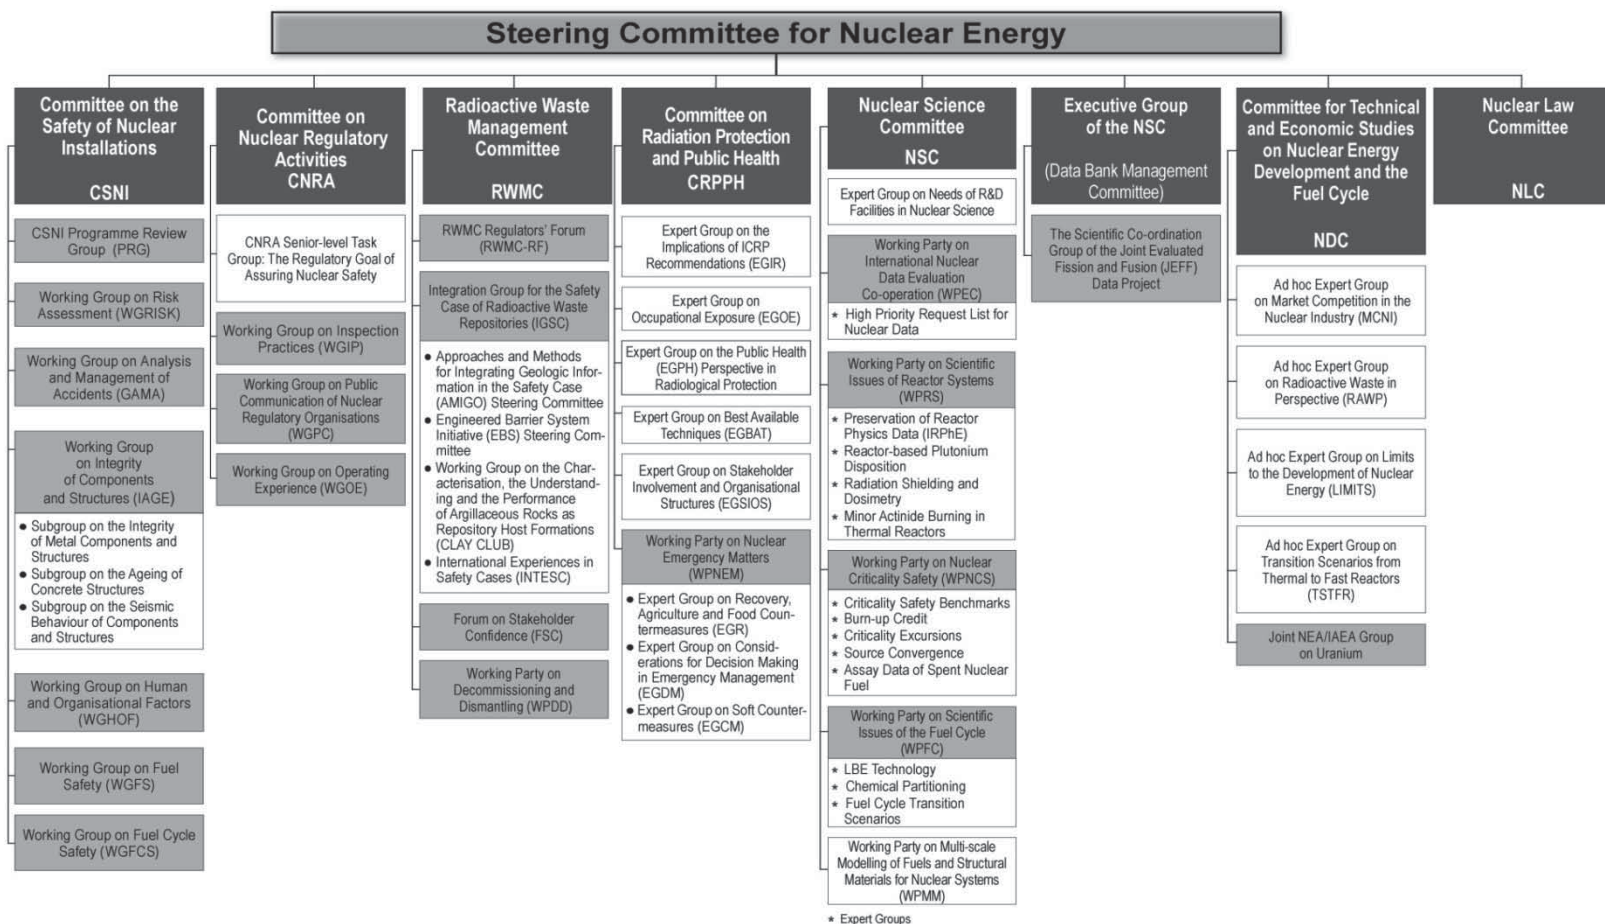 Steering Committee for Nuclear Energy
Committee on the
Safety of Nuclear
Installations
CSNI
CSNI Programme Review
Group (PRG)
Working Group on Risk
Assessment (WGRISK)
Working Group on Analysis
and Management of
Accidents (GAMA)
Working Group
on Integrity
of Components
and Structures (IAGE)
● Subgroup on the Integrity
of Metal Components and
Structures
● Subgroup on the Ageing of
Concrete Structures
● Subgroup on the Seismic
Behaviour of Components
and Structures
Working Group on Human
and Organisational Factors
(WGHOF)
Working Group on Fuel
Safety (WGFS)
Working Group on Fuel Cycle
Safety (WGFCS)
Committee on
Nuclear Regulatory
Activities
CNRA
CNRA Senior-level Task
Group: The Regulatory Goal of
Assuring Nuclear Safety
Working Group on Inspection
Practices (WGIP)
Working Group on Public
Communication of Nuclear
Regulatory Organisations
(WGPC)
Working Group on Operating
Experience (WGOE)
Radioactive Waste
Management
Committee
RWMC
RWMC Regulators' Forum
(RWMC-RF)
Integration Group for the Safety
Case of Radioactive Waste
Repositories (IGSC)
● Approaches and Methods
for Integrating Geologic Infor-
mation in the Safety Case
(AMIGO) Steering Committee
● Engineered Barrier System
Initiative (EBS) Steering Com-
mittee
● Working Group on the Char-
acterisation, the Understand-
ing and the Performance
of Argillaceous Rocks as
Repository Host Formations
(CLAY CLUB)
● International Experiences in
Safety Cases (INTESC)
Forum on Stakeholder
Confidence (FSC)
Working Party on
Decommissioning and
Dismantling (WPDD)
Committee on
Radiation Protection
and Public Health
CRPPH
Expert Group on the
Implications of ICRP
Recommendations (EGIR)
Expert Group on
Occupational Exposure (EGOE)
Expert Group on the Public Health
(EGPH) Perspective in
Radiological Protection
Expert Group on Best Available
Techniques (EGBAT)
Expert Group on Stakeholder
Involvement and Organisational
Structures (EGSIOS)
Working Party on Nuclear
Emergency Matters
(WPNEM)
● Expert Group on Recovery,
Agriculture and Food Coun-
termeasures (EGR)
● Expert Group on Consid-
erations for Decision Making
in Emergency Management
(EGDM)
● Expert Group on Soft Counter-
measures (EGCM)
Nuclear Science
Committee
NSC
Expert Group on Needs of R&D
Facilities in Nuclear Science
Working Party on
International Nuclear
Data Evaluation
Co-operation (WPEC)
* High Priority Request List for
Nuclear Data
Working Party on Scientific
Issues of Reactor Systems
(WPRS)
* Preservation of Reactor
Physics Data (IRPhE)
* Reactor-based Plutonium
Disposition
* Radiation Shielding and
Dosimetry
* Minor Actinide Burning in
Thermal Reactors
Working Party on Nuclear
Criticality Safety (WPNCS)
* Criticality Safety Benchmarks
* Burn-up Credit
* Criticality Excursions
* Source Convergence
* Assay Data of Spent Nuclear
Fuel
Working Party on Scientific
Issues of the Fuel Cycle
(WPFC)
* LBE Technology
* Chemical Partitioning
* Fuel Cycle Transition
Scenarios
Working Party on Multi-scale
Modelling of Fuels and Structural
Materials for Nuclear Systems
(WPMM)
* Expert Groups
Executive Group
of the NSC
(Data Bank Management
Committee)
The Scientific Co-ordination
Group of the Joint Evaluated
Fission and Fusion (JEFF)
Data Project
Committee for Technical
and Economic Studies
on Nuclear Energy
Development and the
Fuel Cycle
NDC
Ad hoc Expert Group
on Market Competition in the
Nuclear Industry (MCNI)
Ad hoc Expert Group
on Radioactive Waste in
Perspective (RAWP)
Ad hoc Expert Group on Limits
to the Development of Nuclear
Energy (LIMITS)
Ad hoc Expert Group on
Transition Scenarios from
Thermal to Fast Reactors
(TSTFR)
Joint NEA/IAEA Group
on Uranium
Nuclear Law
Committee
NLC